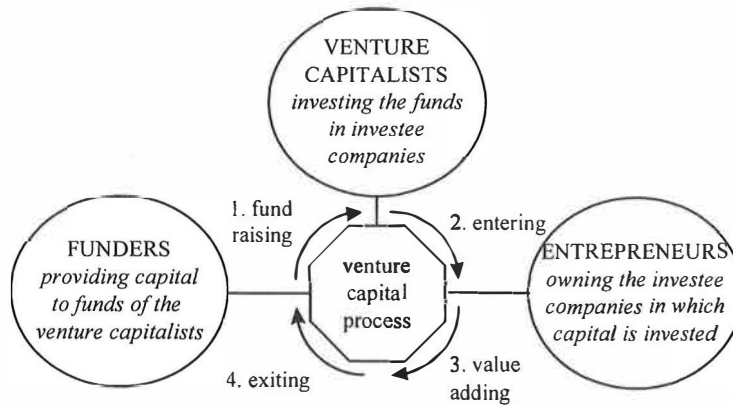 VENTURE
CAPITALISTS
investing the funds
in investee
companies
1. fund
raising
2. entering
FUNDERS
providing capital
to funds of the
venture capitalists
venture
capital
process
ENTREPRENEURS
owning the investee
companies in which
capital is invested
4. exiting
3. value
adding